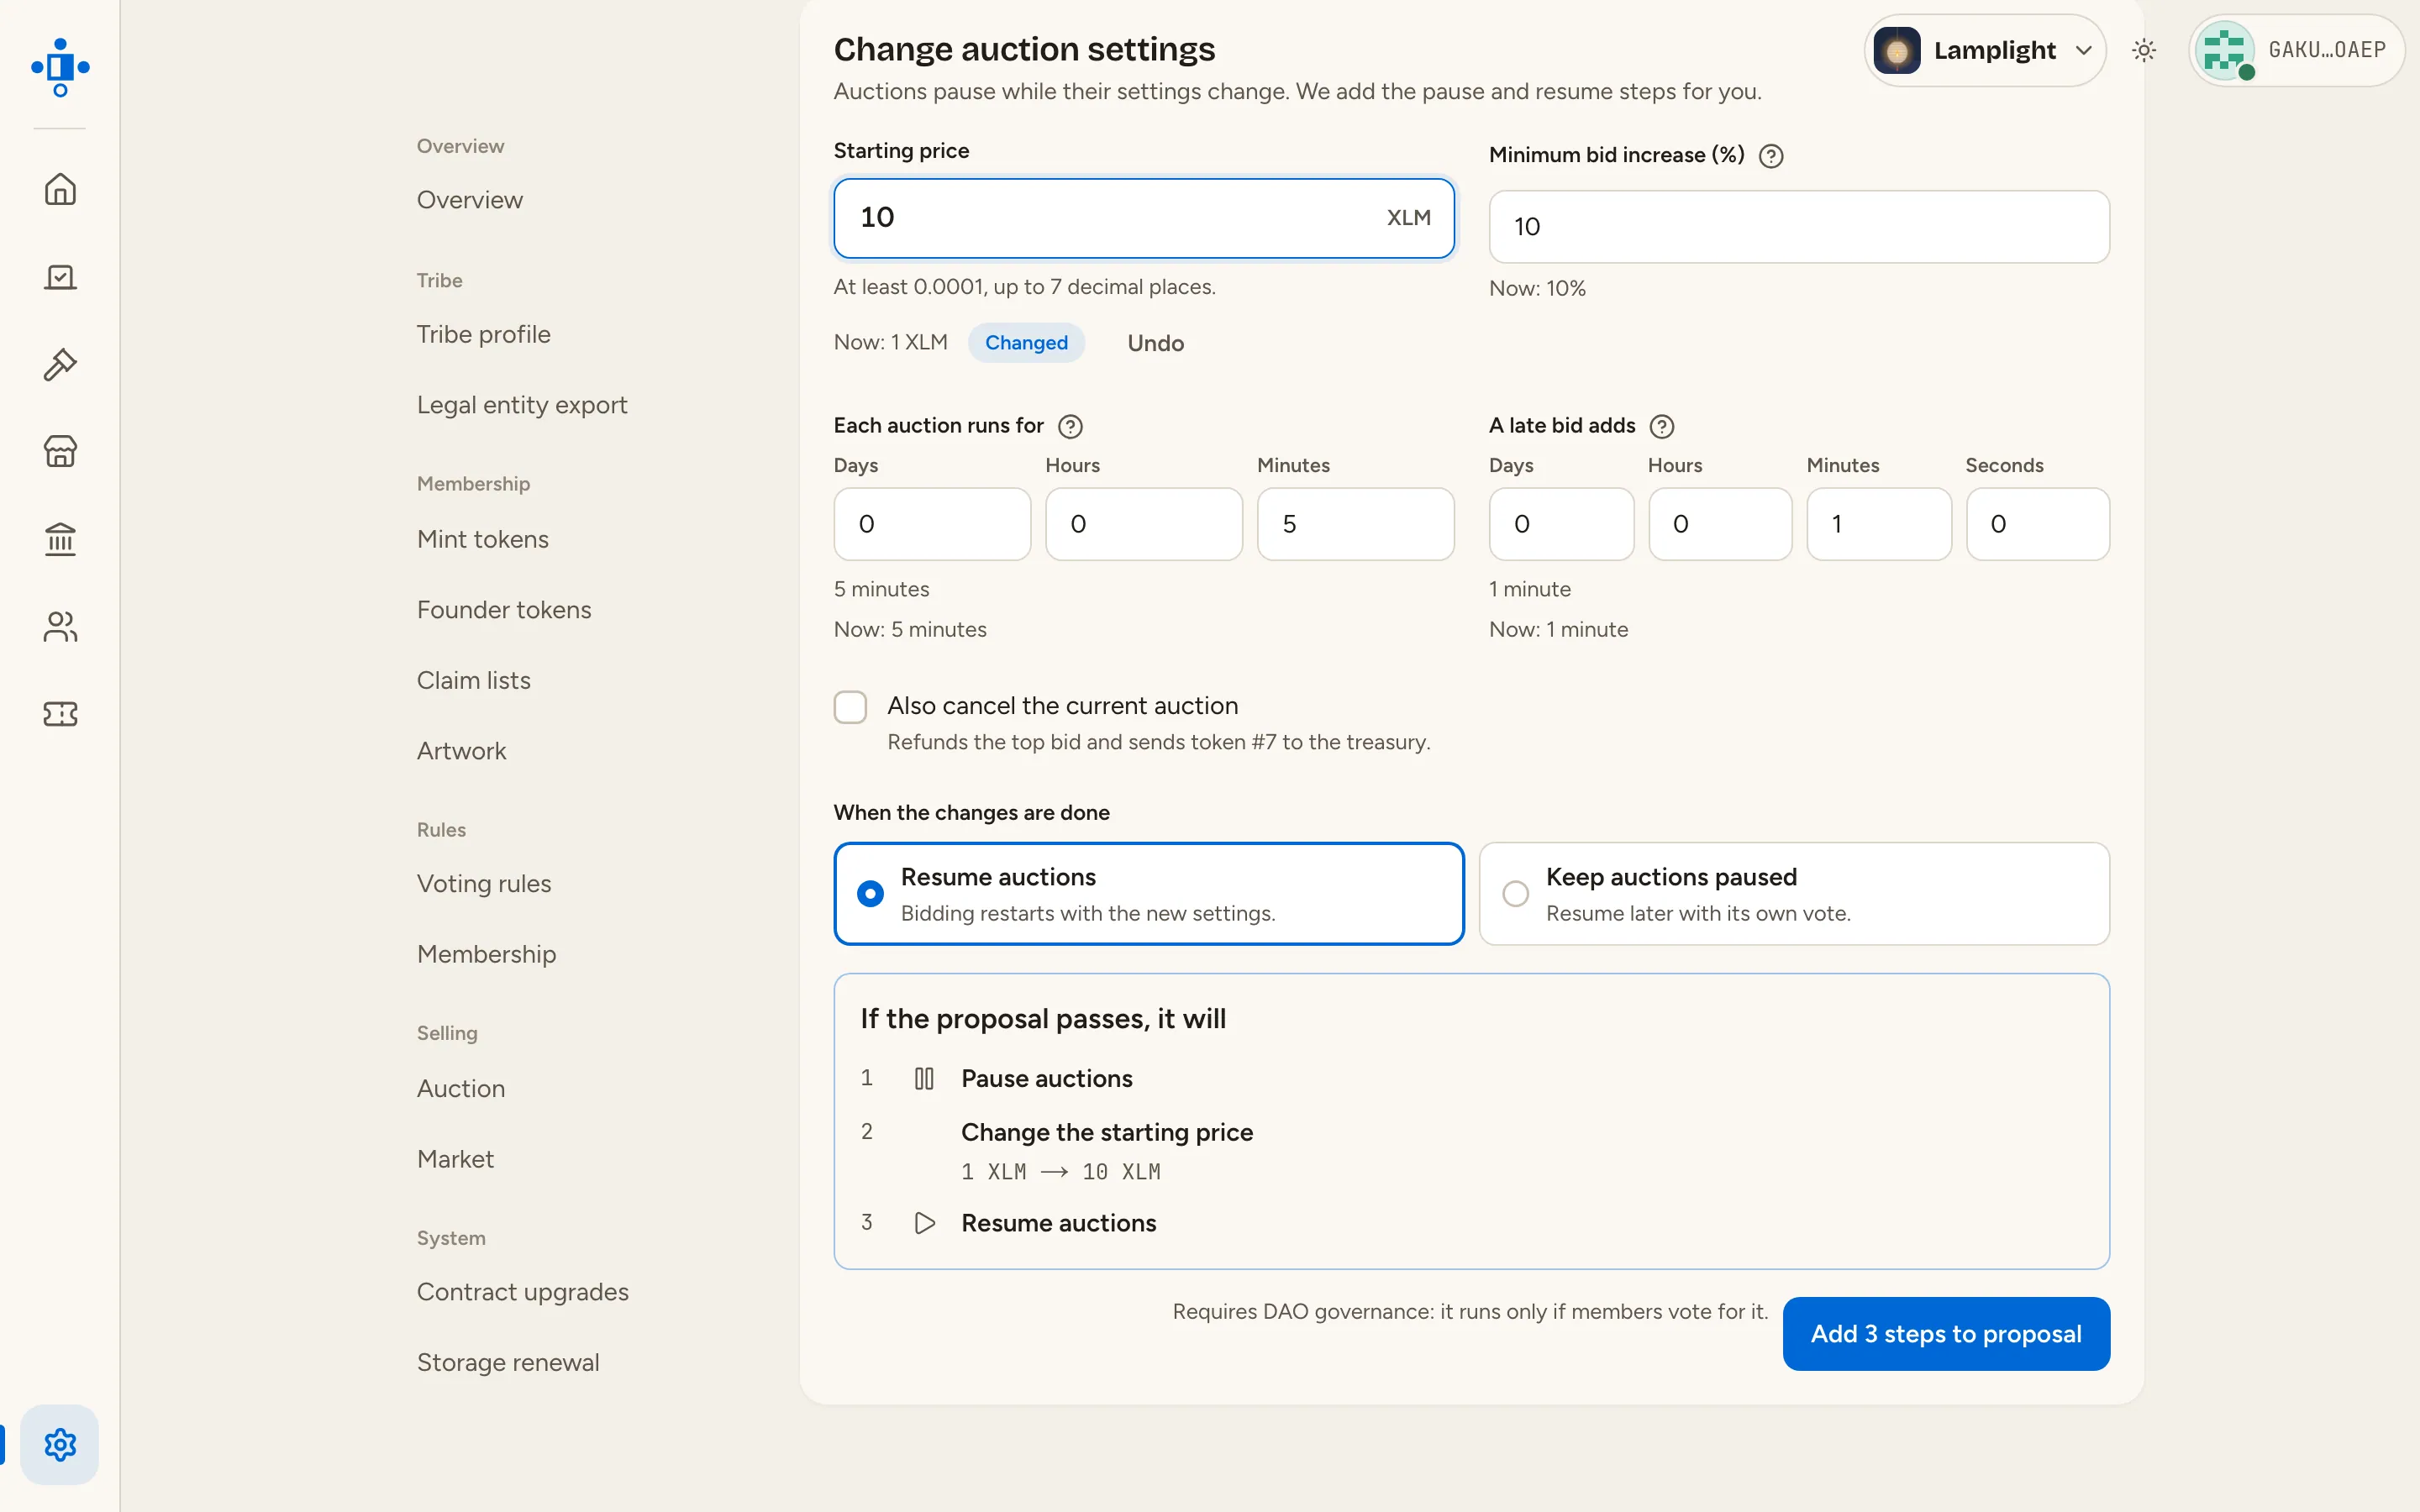 Change auction settings
Auctions pause while their settings change. We add the pause and resume steps for you.
Lamplight
GAKU…OAEP
Overview
Overview
Tribe
Tribe profile
Legal entity export
Membership
Mint tokens
Founder tokens
Claim lists
Artwork
Rules
Voting rules
Membership
Selling
Auction
Market
System
Contract upgrades
Storage renewal
Starting price
10 XLM
At least 0.0001, up to 7 decimal places.
Now: 1 XLM Changed Undo
Minimum bid increase (%)
10
Now: 10%
Each auction runs for
Days Hours Minutes
0 0 5
5 minutes
Now: 5 minutes
A late bid adds
Days Hours Minutes Seconds
0 0 1 0
1 minute
Now: 1 minute
Also cancel the current auction
Refunds the top bid and sends token #7 to the treasury.
When the changes are done
Resume auctions
Bidding restarts with the new settings.
Keep auctions paused
Resume later with its own vote.
If the proposal passes, it will
1 Pause auctions
2 Change the starting price
1 XLM → 10 XLM
3 Resume auctions
Requires DAO governance: it runs only if members vote for it.
Add 3 steps to proposal